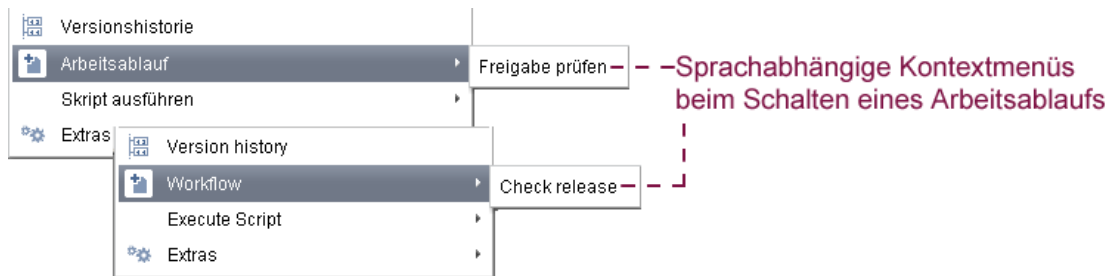 Versionshistorie
Arbeitsablauf
Freigabe prüfen
Skript ausführen
Extras
Version history
Workflow
Check release
Execute Script
Extras
Sprachabhängige Kontextmenüs
beim Schalten eines Arbeitsablaufs